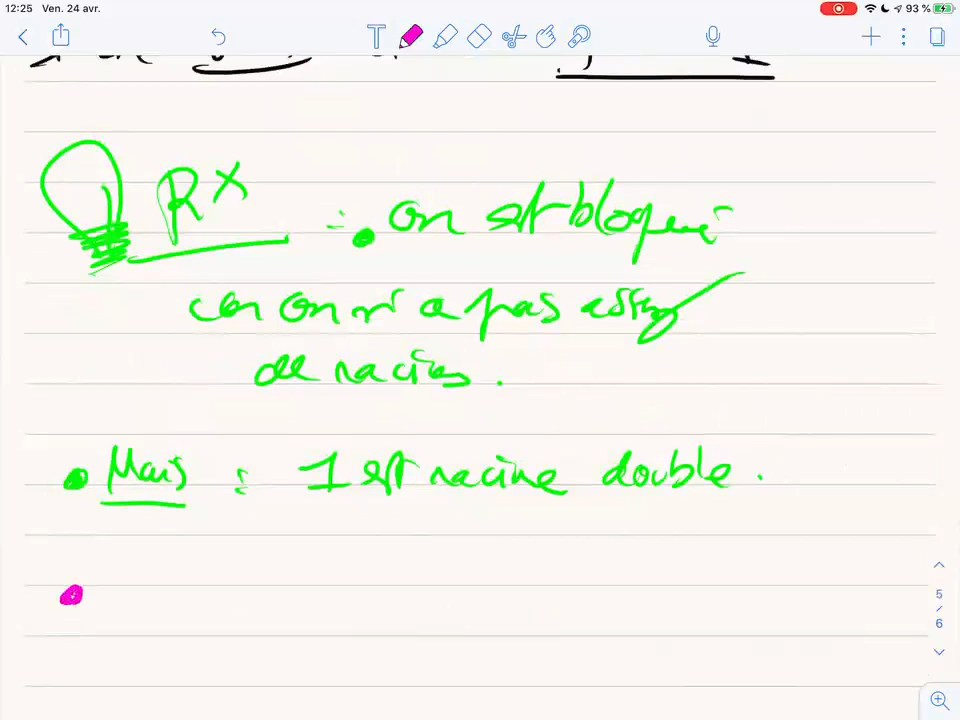 12:25 Ven. 24 avr.
93 %
RX : • on est bloqué
car on n'a pas assez
de racines.
• Mais : 1 est racine double.
5
/
6